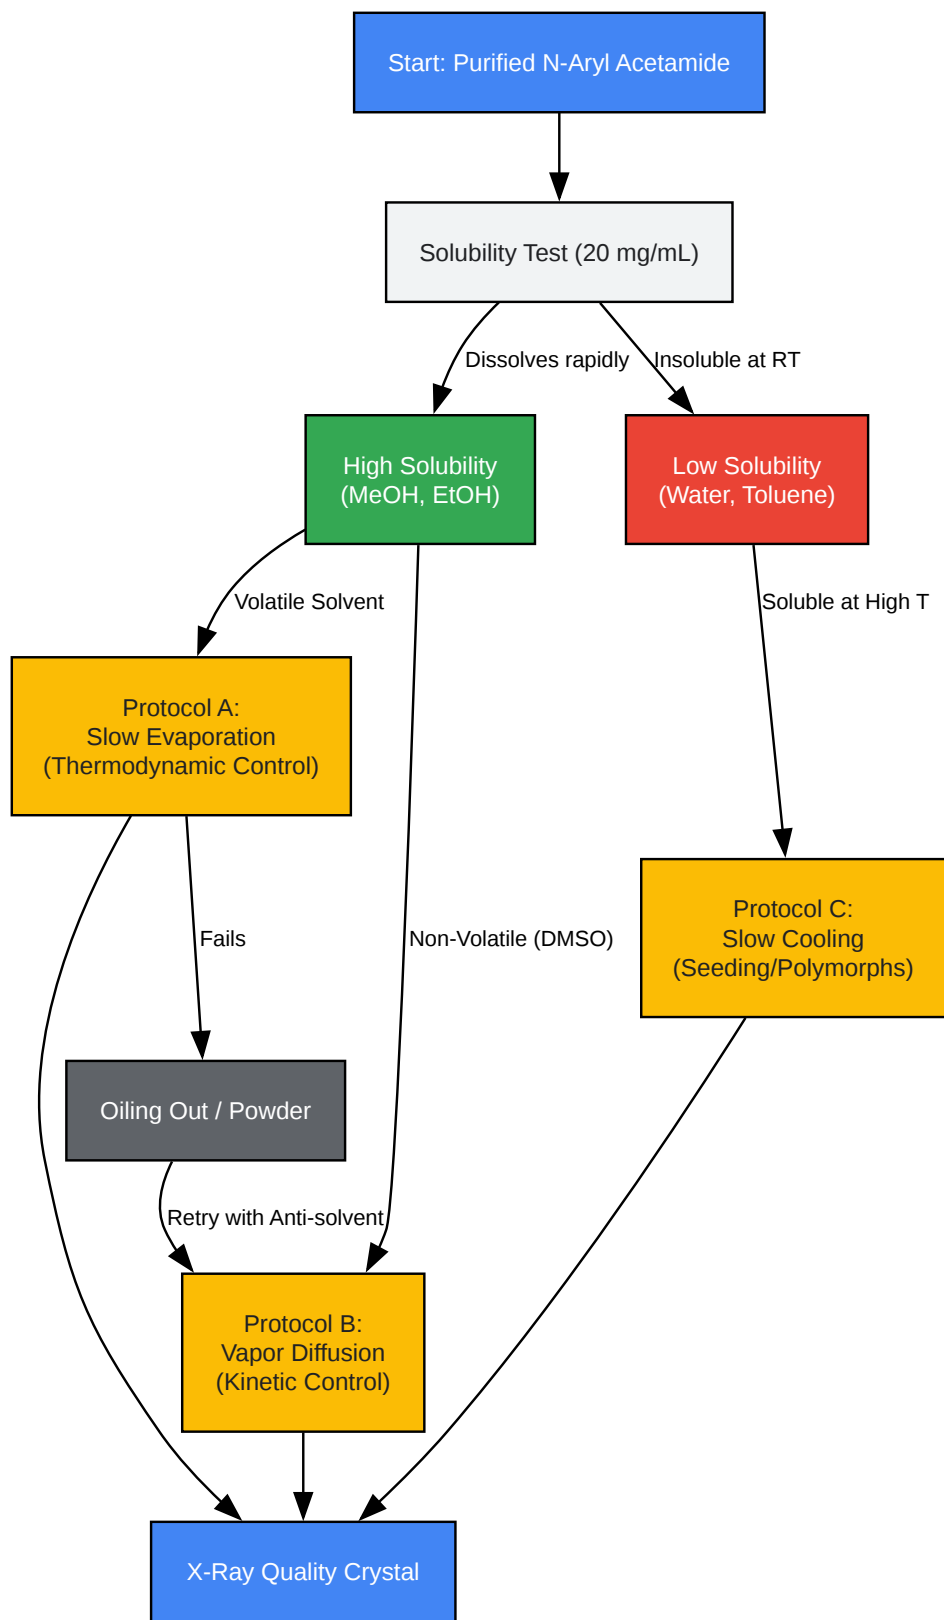 Start: Purified N-Aryl Acetamide
Solubility Test (20 mg/mL)
Dissolves rapidly
Insoluble at RT
High Solubility
(MeOH, EtOH)
Low Solubility
(Water, Toluene)
Volatile Solvent
Soluble at High T
Protocol A:
Slow Evaporation
(Thermodynamic Control)
Fails
Non-Volatile (DMSO)
Protocol C:
Slow Cooling
(Seeding/Polymorphs)
Oiling Out / Powder
Retry with Anti-solvent
Protocol B:
Vapor Diffusion
(Kinetic Control)
X-Ray Quality Crystal